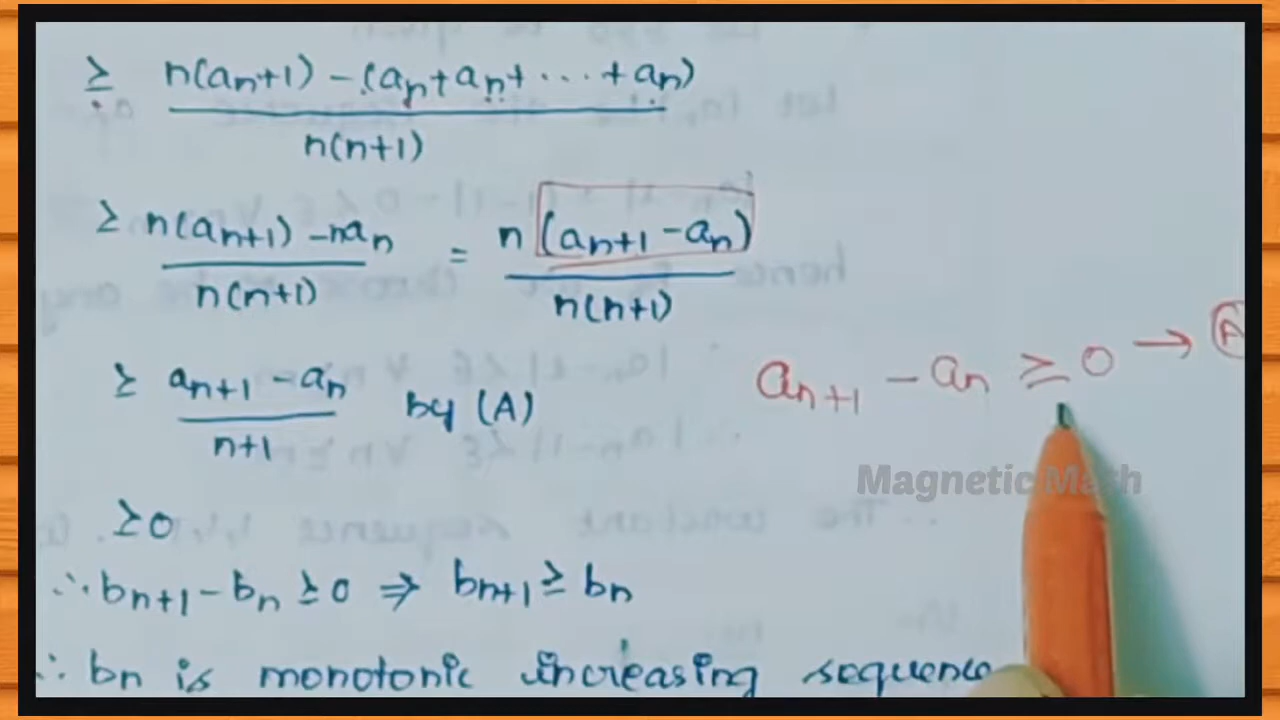 ≥ n(aₙ+1) - (aₙ+aₙ+...+aₙ)
n(n+1)
≥ n(aₙ+1) - naₙ = n (aₙ₊₁ - aₙ)
n(n+1) n(n+1)
aₙ₊₁ - aₙ ≥ 0 → (A)
≥ aₙ₊₁ - aₙ by (A)
n+1
Magnetic Math
≥ 0
∴ bₙ₊₁ - bₙ ≥ 0 ⇒ bₙ₊₁ ≥ bₙ
∴ bₙ is monotonic increasing sequence